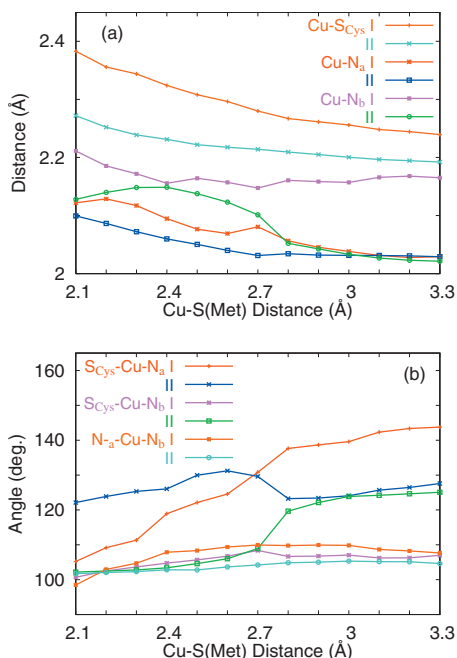 (a)
Cu-S_Cys I
II
Cu-N_a I
II
Cu-N_b I
II
Distance (Å)
2.4
2.2
2
2.1 2.4 2.7 3 3.3
Cu-S(Met) Distance (Å)
(b)
S_Cys-Cu-N_a I
II
S_Cys-Cu-N_b I
II
N-_a-Cu-N_b I
II
Angle (deg.)
160
140
120
100
2.1 2.4 2.7 3 3.3
Cu-S(Met) Distance (Å)